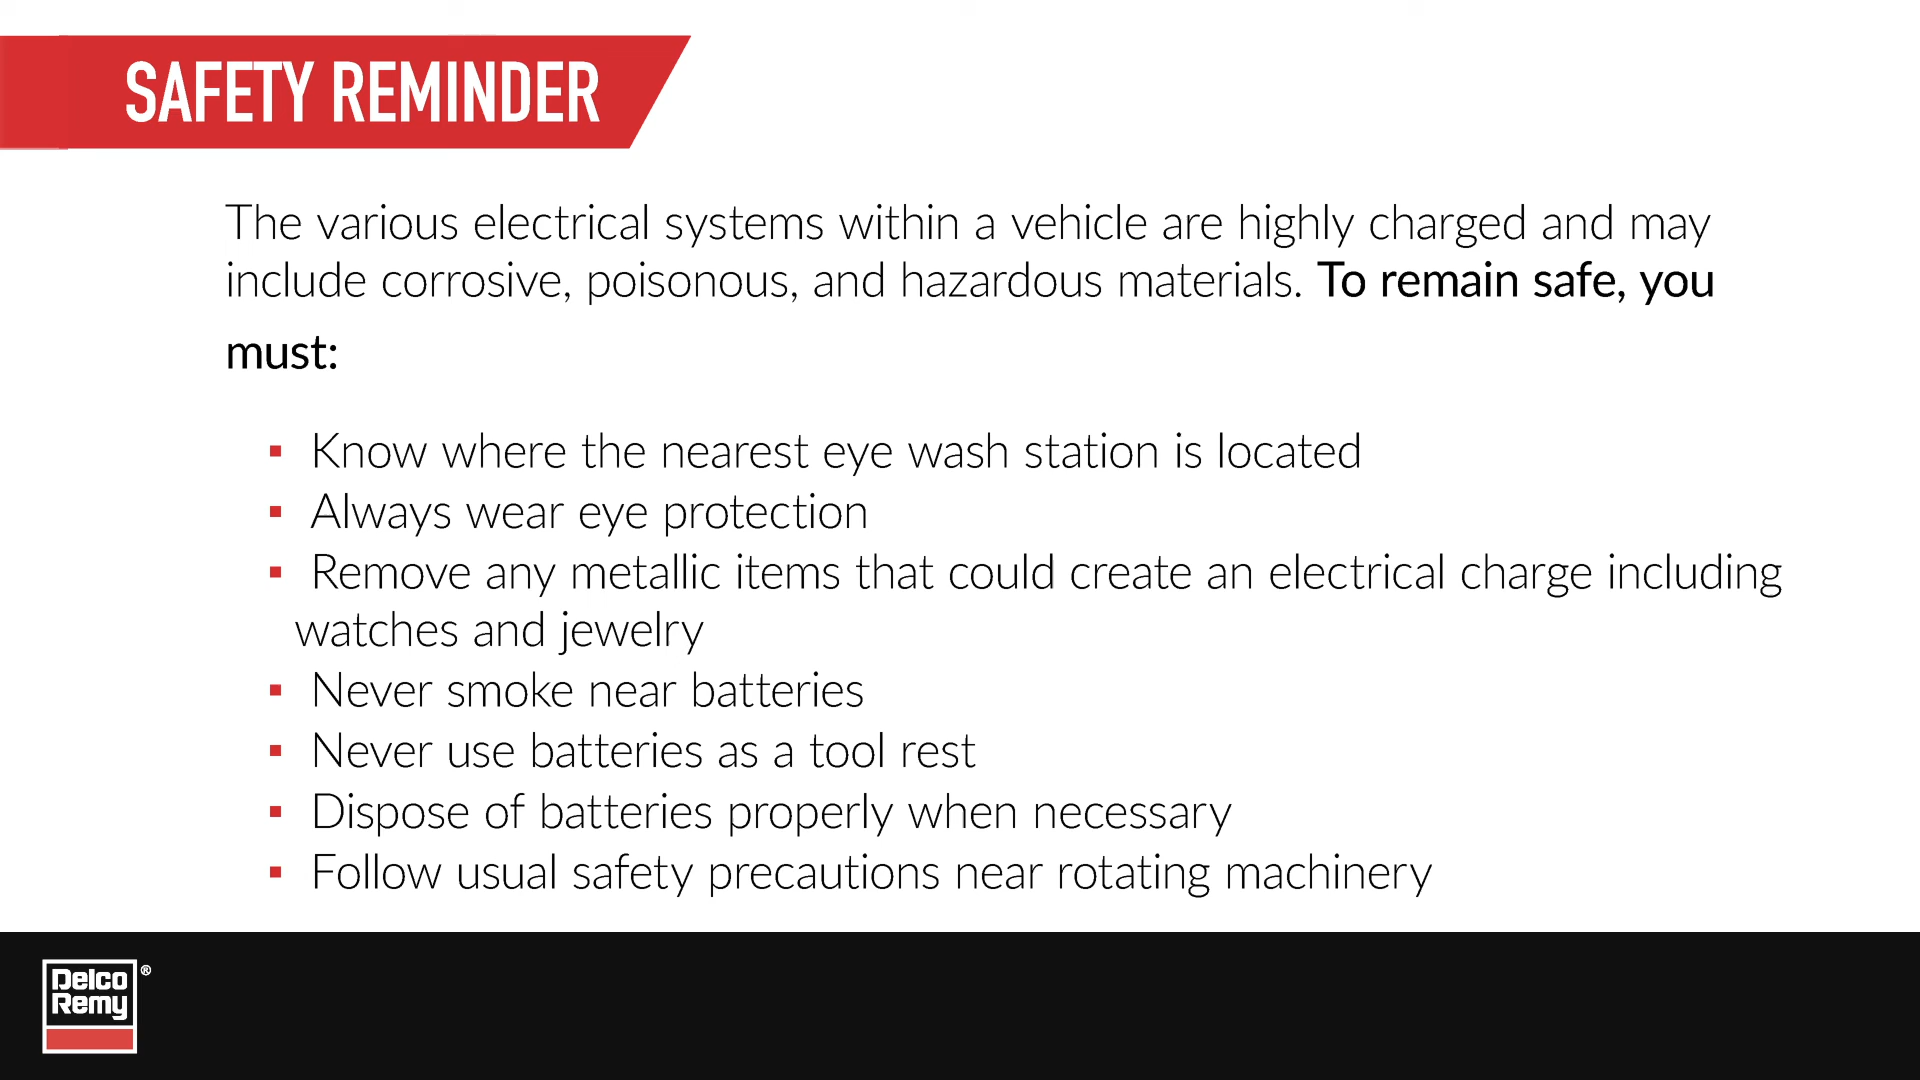 SAFETY REMINDER
The various electrical systems within a vehicle are highly charged and may
include corrosive, poisonous, and hazardous materials. To remain safe, you
must:
▪ Know where the nearest eye wash station is located
▪ Always wear eye protection
▪ Remove any metallic items that could create an electrical charge including
watches and jewelry
▪ Never smoke near batteries
▪ Never use batteries as a tool rest
▪ Dispose of batteries properly when necessary
▪ Follow usual safety precautions near rotating machinery
Delco ®
Remy